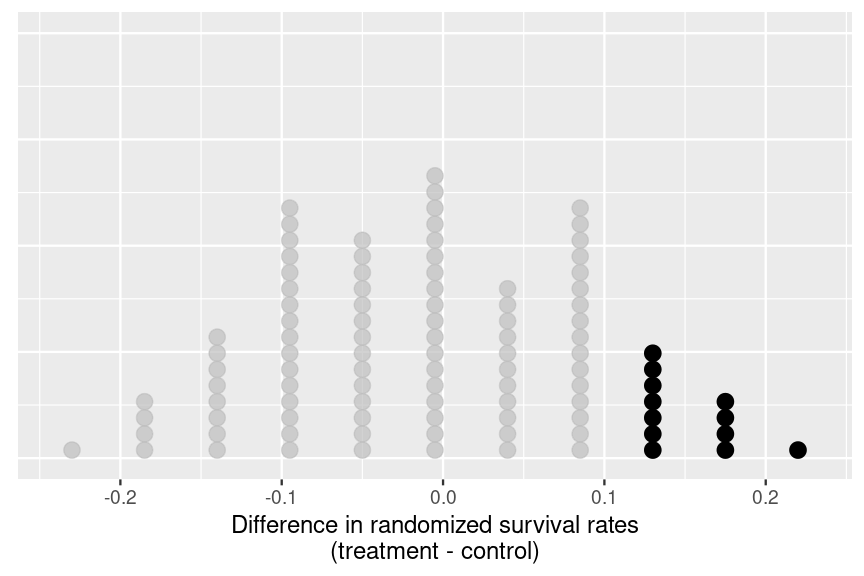 -0.2 -0.1 0.0 0.1 0.2
Difference in randomized survival rates
(treatment - control)